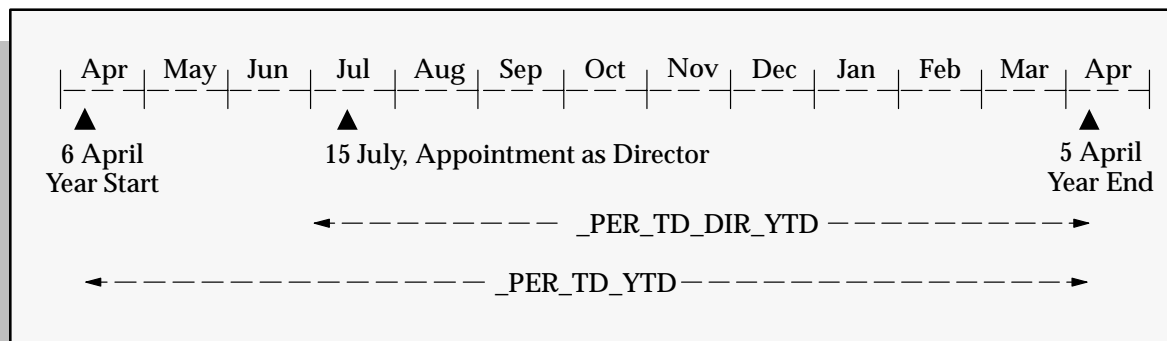 Apr May Jun Jul Aug Sep Oct Nov Dec Jan Feb Mar Apr
6 April 15 July, Appointment as Director 5 April
Year Start Year End
_PER_TD_DIR_YTD
_PER_TD_YTD